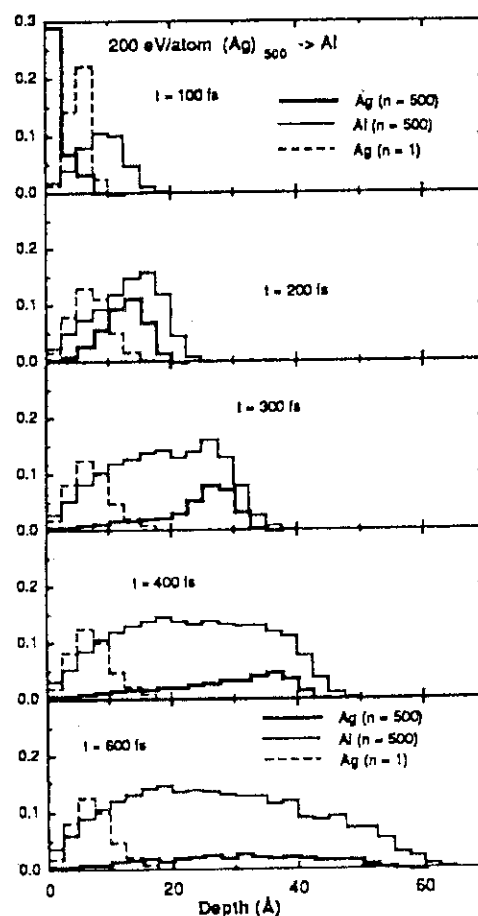 0.3
200 eV/atom (Ag) 500 -> Al
t = 100 fs
0.2
Ag (n = 500)
Al (n = 500)
0.1
Ag (n = 1)
0.0
0.2
t = 200 fs
0.1
0.0
0.2
t = 300 fs
0.1
0.0
0.2
t = 400 fs
0.1
0.0
Ag (n = 500)
t = 600 fs
Al (n = 500)
0.2
Ag (n = 1)
0.1
0.0
0 20 40 60
Depth (Å)